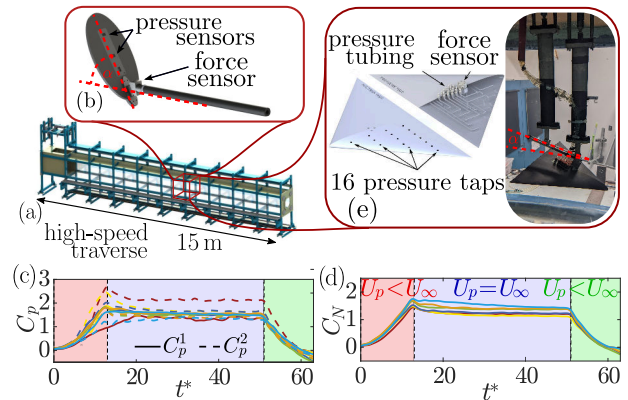 (a)
high-speed
traverse
15 m
(b)
pressure
sensors
force
sensor
(e)
pressure
tubing
force
sensor
16 pressure taps
(c)
C_p
3
2
1
0
C_p^1
C_p^2
0
20
40
60
t*
(d)
U_p<U_∞
U_p=U_∞
U_p<U_∞
C_N
2
1
0
0
20
40
60
t*